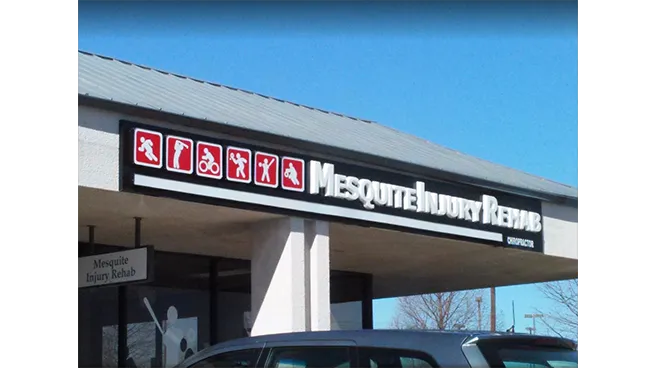 MESQUITE INJURY REHAB
CHIROPRACTOR
Mesquite
Injury Rehab